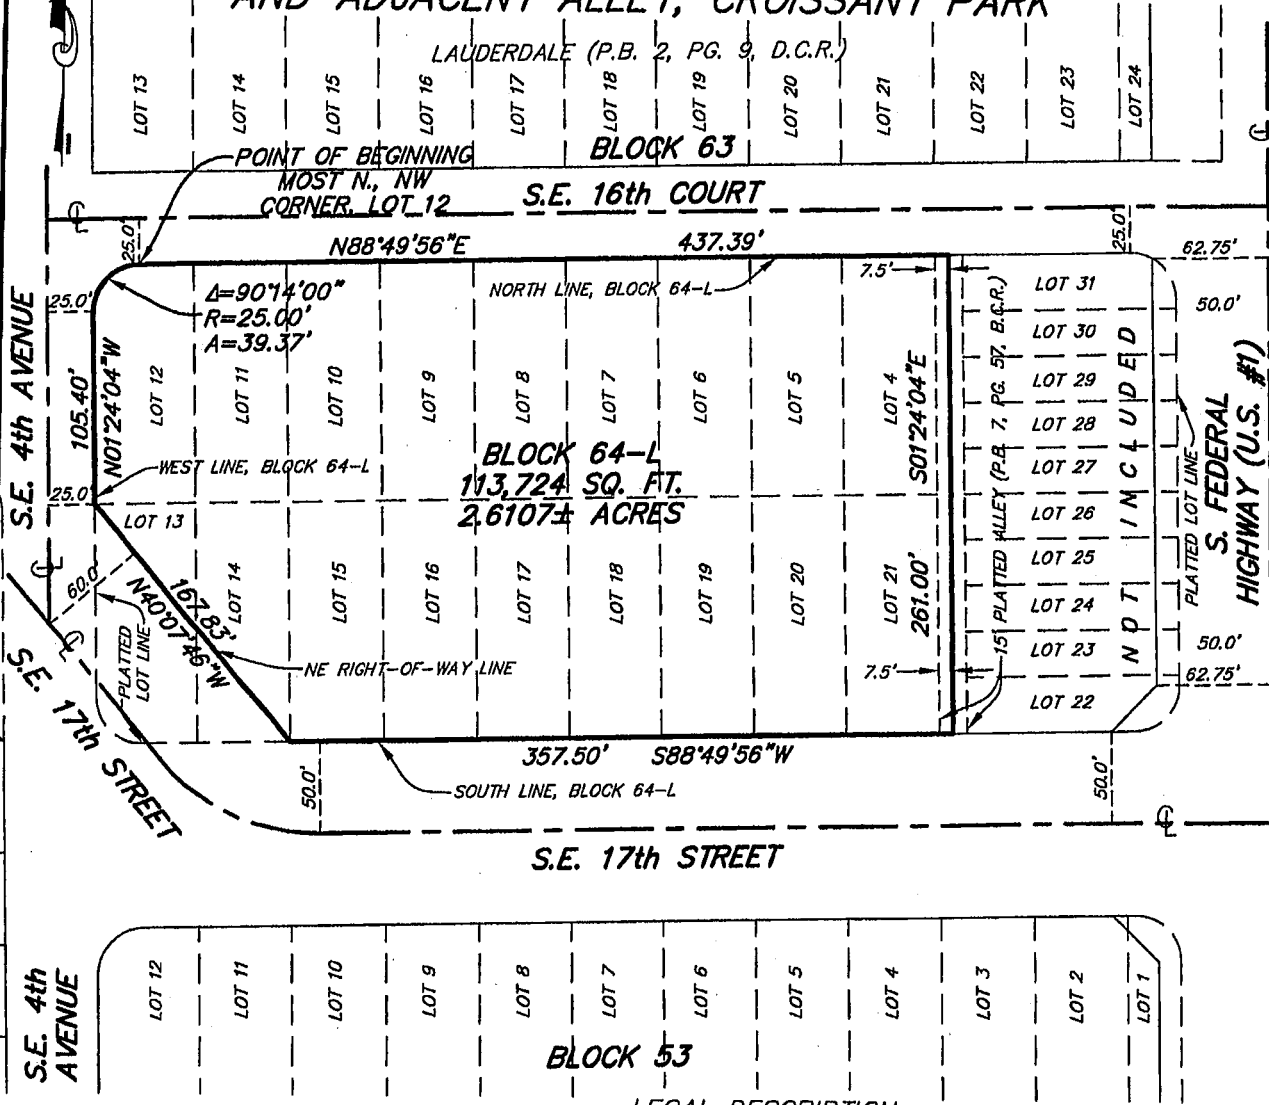 AND ADJACENT ALLEY, CROISSANT PARK
LAUDERDALE (P.B. 2, PG. 9, D.C.R.)
LOT 13
LOT 14
LOT 15
LOT 16
LOT 17
LOT 18
LOT 19
LOT 20
LOT 21
LOT 22
LOT 23
LOT 24
BLOCK 63
POINT OF BEGINNING
MOST N., NW
CORNER, LOT 12
S.E. 16th COURT
25.0'
N88°49'56"E
437.39'
25.0'
62.75'
7.5'
NORTH LINE, BLOCK 64-L
Δ=90°14'00"
R=25.00'
A=39.37'
25.0'
50.0'
S.E. 4th AVENUE
105.40'
N01°24'04"W
LOT 12
LOT 11
LOT 10
LOT 9
LOT 8
LOT 7
LOT 6
LOT 5
LOT 4
S01°24'04"E
261.00'
15' PLATTED ALLEY (P.B. 7, PG. 57, B.C.R.)
LOT 31
LOT 30
LOT 29
LOT 28
LOT 27
LOT 26
LOT 25
LOT 24
LOT 23
LOT 22
NOT INCLUDED
PLATTED LOT LINE
S. FEDERAL
HIGHWAY (U.S. #1)
WEST LINE, BLOCK 64-L
BLOCK 64-L
113,724 SQ. FT.
2.6107± ACRES
25.0'
LOT 13
LOT 14
LOT 15
LOT 16
LOT 17
LOT 18
LOT 19
LOT 20
LOT 21
60.0'
167.83'
N40°07'46"W
PLATTED
LOT LINE
NE RIGHT-OF-WAY LINE
7.5'
50.0'
62.75'
357.50'
S88°49'56"W
SOUTH LINE, BLOCK 64-L
50.0'
50.0'
S.E. 17th STREET
S.E. 17th STREET
S.E. 4th
AVENUE
LOT 12
LOT 11
LOT 10
LOT 9
LOT 8
LOT 7
LOT 6
LOT 5
LOT 4
LOT 3
LOT 2
LOT 1
BLOCK 53
LEGAL DESCRIPTION